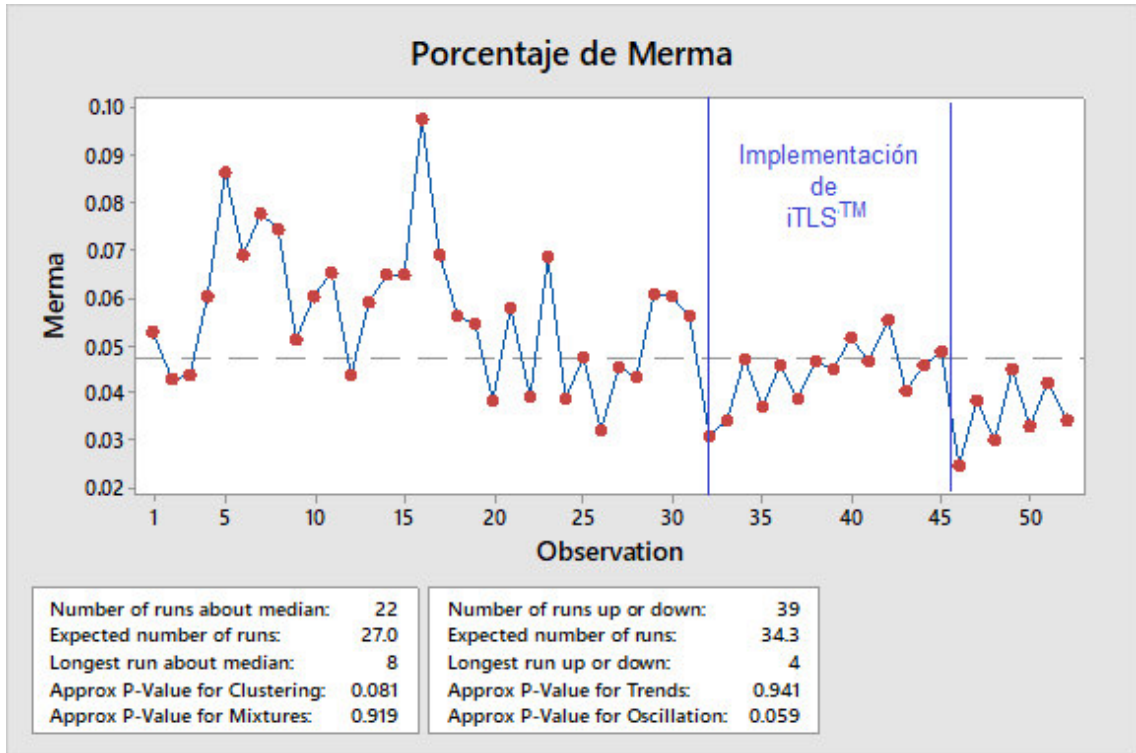 Porcentaje de Merma
0.10
0.09
0.08
0.07
0.06
0.05
0.04
0.03
0.02
Merma
Implementación
de
iTLS™
1 5 10 15 20 25 30 35 40 45 50
Observation
Number of runs about median: 22
Expected number of runs: 27.0
Longest run about median: 8
Approx P-Value for Clustering: 0.081
Approx P-Value for Mixtures: 0.919
Number of runs up or down: 39
Expected number of runs: 34.3
Longest run up or down: 4
Approx P-Value for Trends: 0.941
Approx P-Value for Oscillation: 0.059